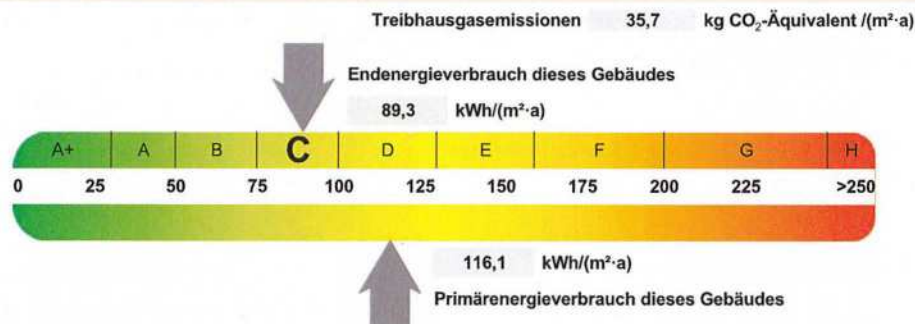 Treibhausgasemissionen 35,7 kg CO₂-Äquivalent /(m²·a)
Endenergieverbrauch dieses Gebäudes
89,3 kWh/(m²·a)
A+ A B C D E F G H
0 25 50 75 100 125 150 175 200 225 >250
116,1 kWh/(m²·a)
Primärenergieverbrauch dieses Gebäudes